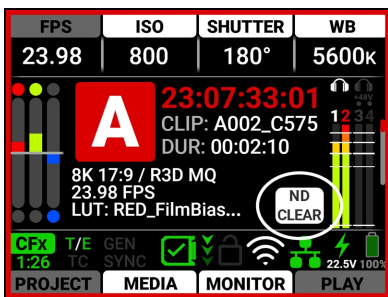 FPS ISO SHUTTER WB
23.98 800 180° 5600K
A
23:07:33:01
CLIP: A002_C575
DUR: 00:02:10
+48V
1 2 3 4
8K 17:9 / R3D MQ
23.98 FPS
LUT: RED_FilmBias...
ND
CLEAR
CFx T/E GEN
1:26 TC SYNC
22.5V 100%
PROJECT MEDIA MONITOR PLAY